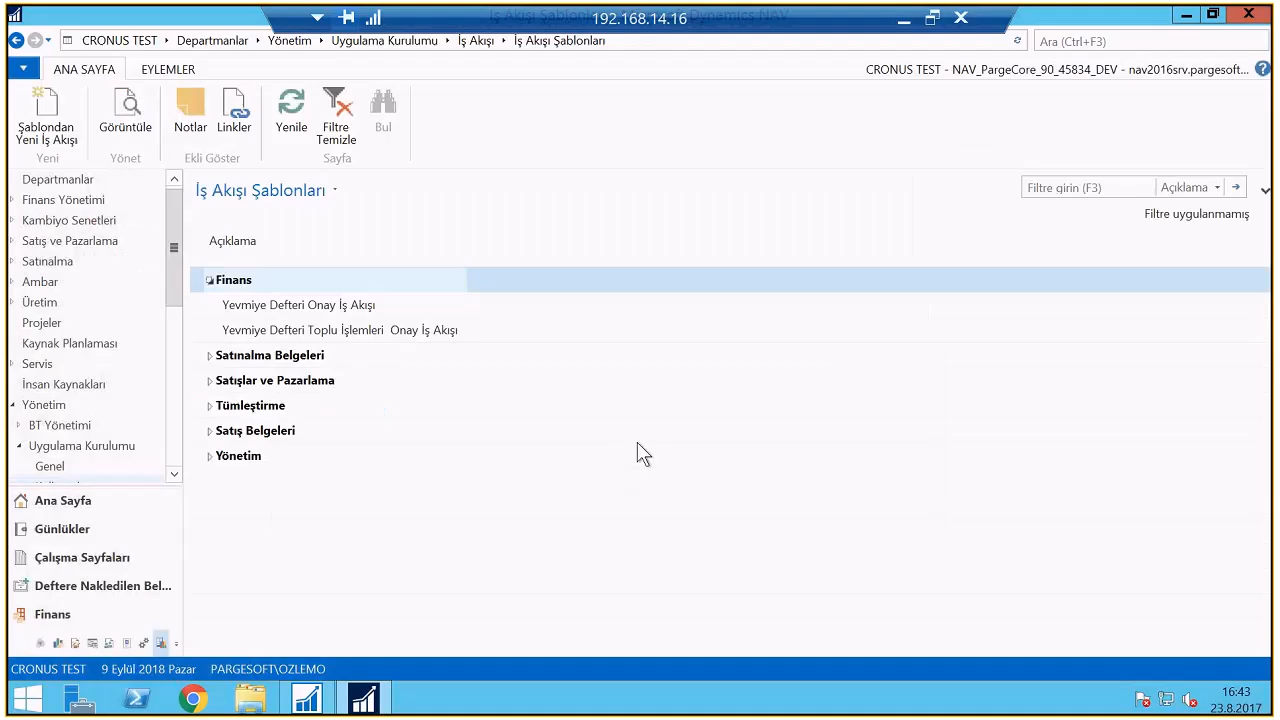 192.168.14.16
CRONUS TEST Departmanlar Yönetim Uygulama Kurulumu İş Akışı İş Akışı Şablonları
Ara (Ctrl+F3)
ANA SAYFA EYLEMLER
CRONUS TEST - NAV_PargeCore_90_45834_DEV - nav2016srv.pargesoft...
Şablondan Yeni İş Akışı
Görüntüle
Notlar
Linkler
Yenile
Filtre Temizle
Bul
Yeni
Yönet
Ekli Göster
Sayfa
Departmanlar
Finans Yönetimi
Kambiyo Senetleri
Satış ve Pazarlama
Satınalma
Ambar
Üretim
Projeler
Kaynak Planlaması
Servis
İnsan Kaynakları
Yönetim
BT Yönetimi
Uygulama Kurulumu
Genel
Ana Sayfa
Günlükler
Çalışma Sayfaları
Deftere Nakledilen Bel...
Finans
İş Akışı Şablonları
Filtre girin (F3)
Açıklama
Filtre uygulanmamış
Açıklama
Finans
Yevmiye Defteri Onay İş Akışı
Yevmiye Defteri Toplu İşlemleri Onay İş Akışı
Satınalma Belgeleri
Satışlar ve Pazarlama
Tümleştirme
Satış Belgeleri
Yönetim
CRONUS TEST 9 Eylül 2018 Pazar PARGESOFT\OZLEMO
16:43
23.8.2017